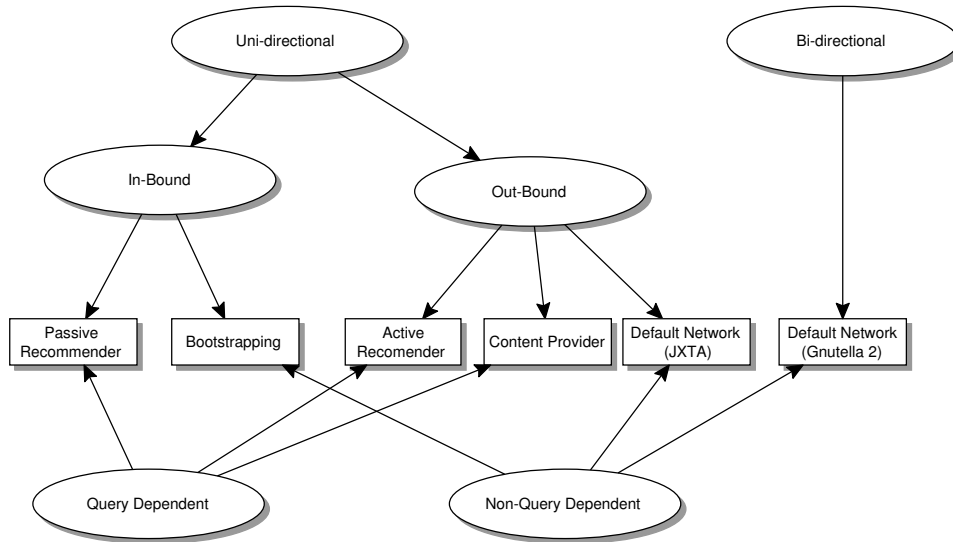 Uni-directional
Bi-directional
In-Bound
Out-Bound
Passive
Recommender
Bootstrapping
Active
Recomender
Content Provider
Default Network
(JXTA)
Default Network
(Gnutella 2)
Query Dependent
Non-Query Dependent